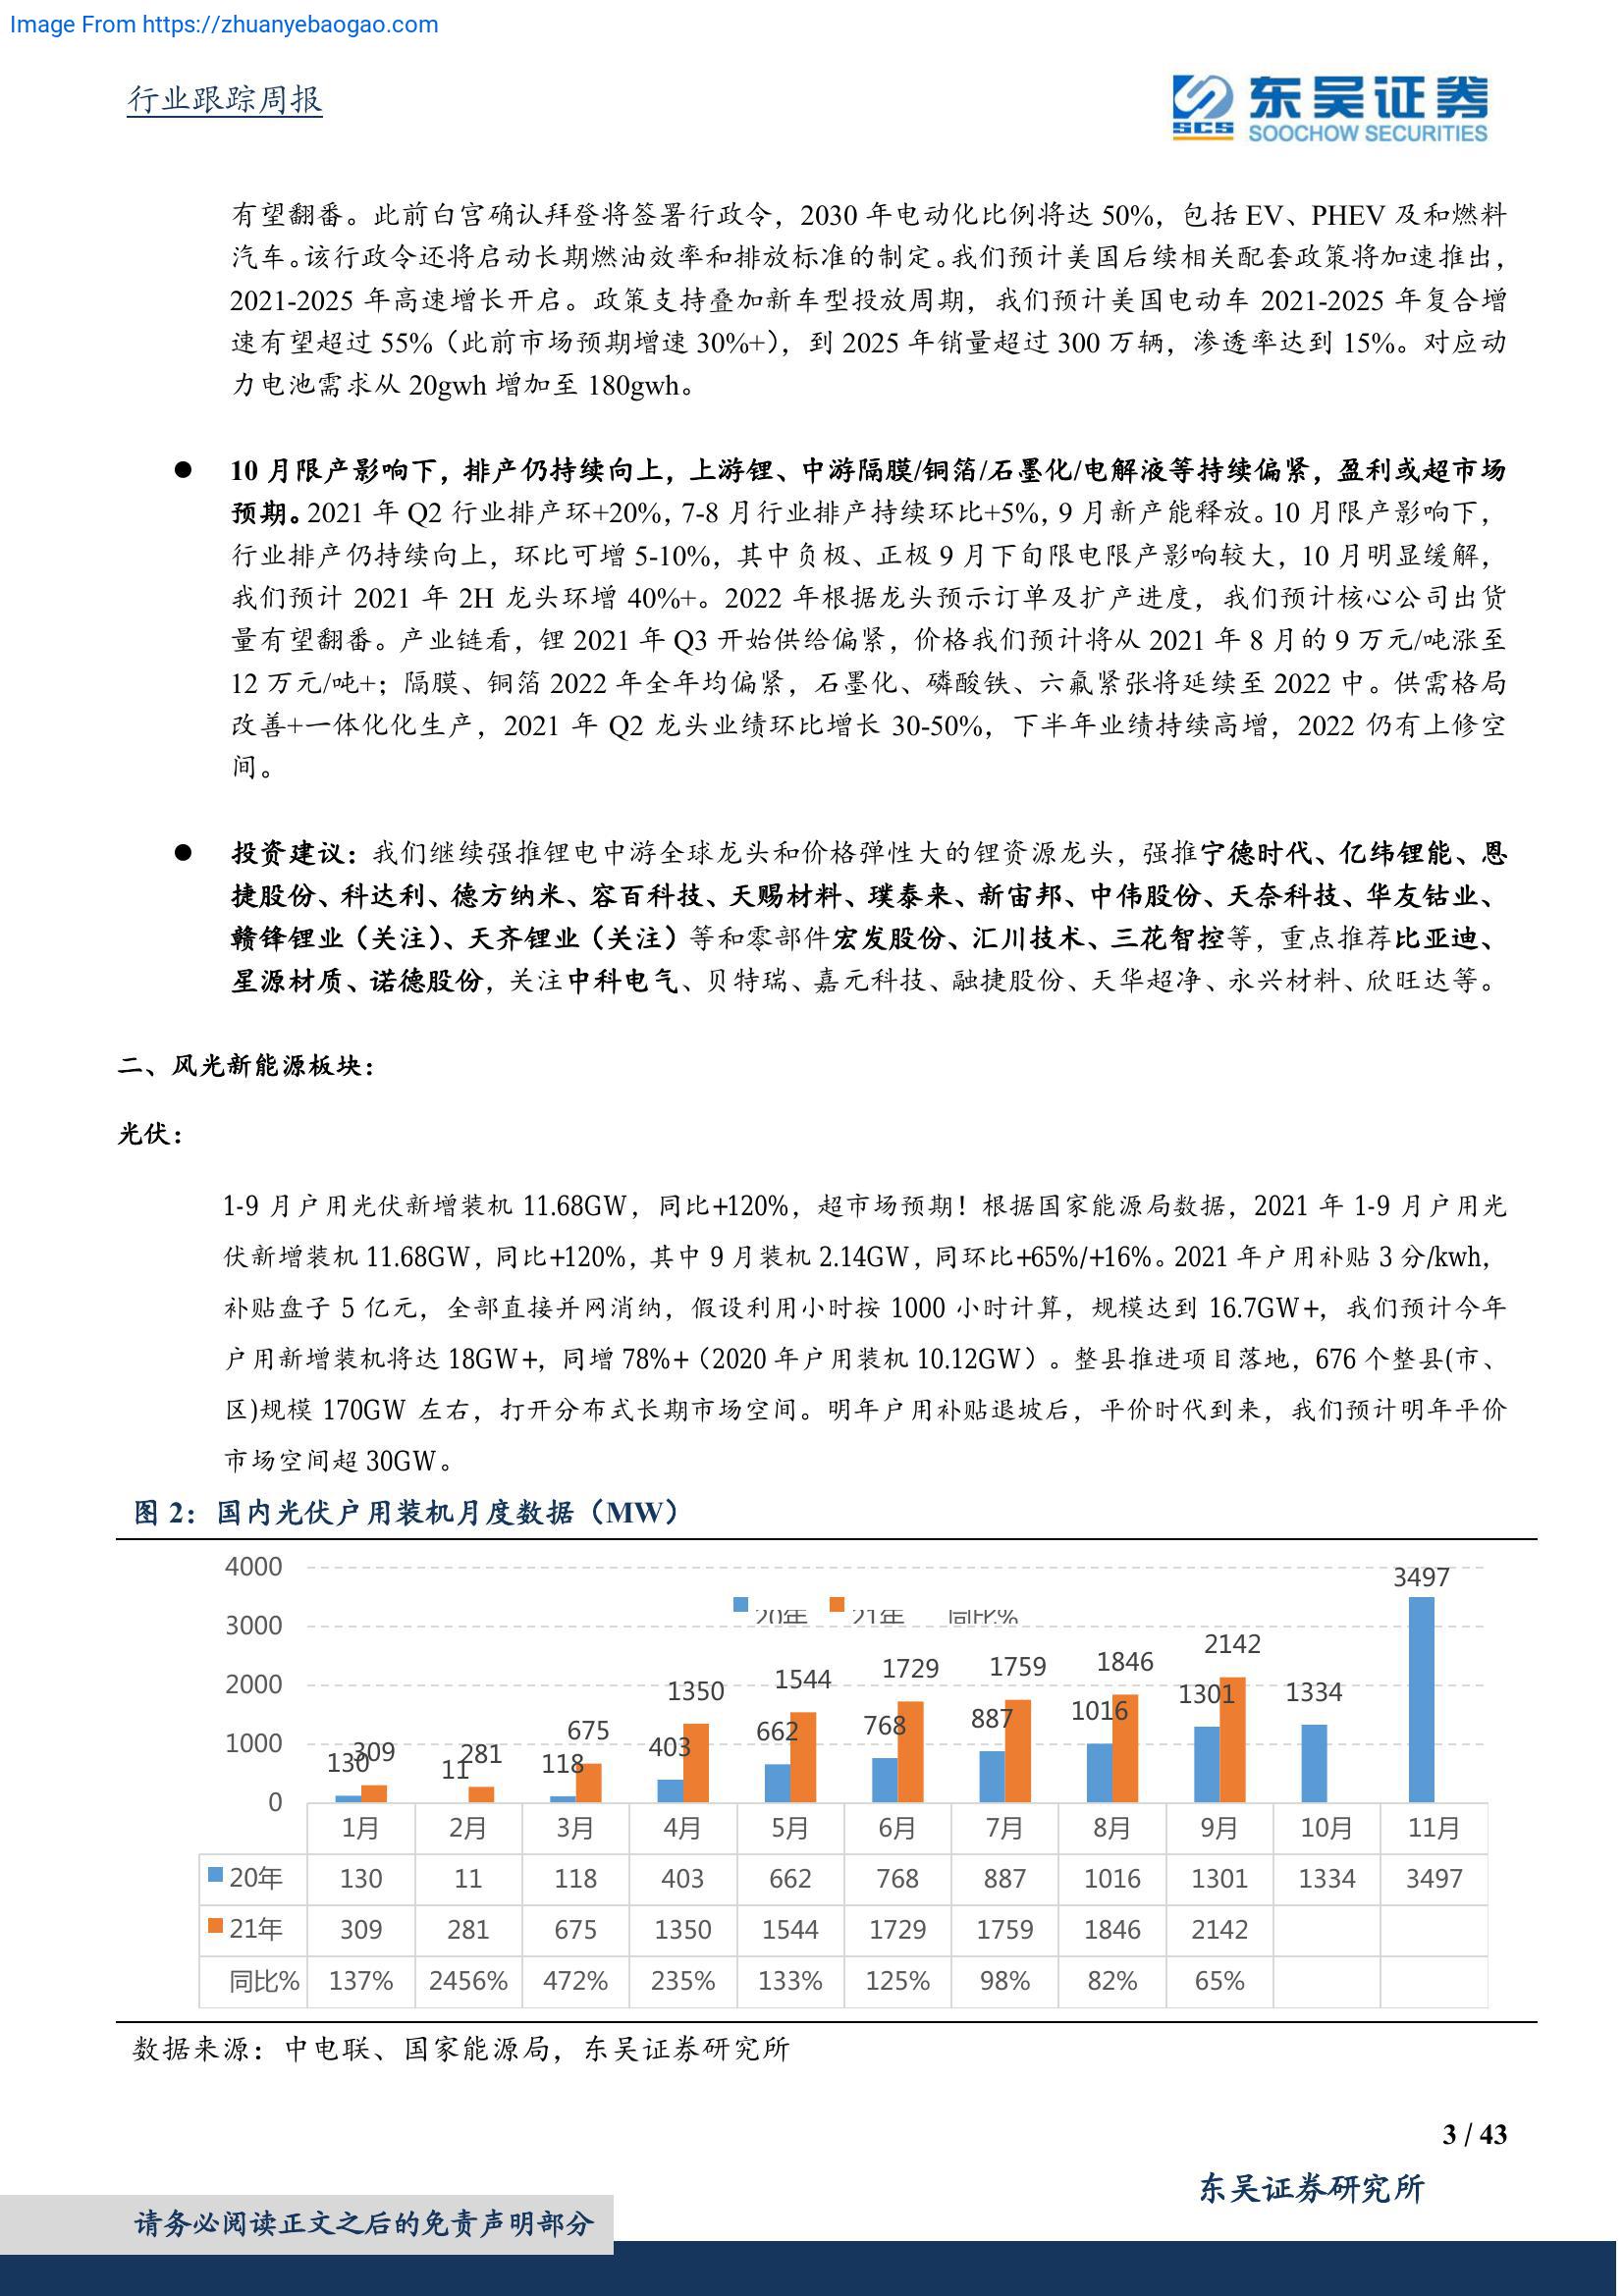 Image From https://zhuanyebaogao.com
行业跟踪周报
东吴证券
SCS
SOOCHOW SECURITIES
有望翻番。此前白宫确认拜登将签署行政令，2030 年电动化比例将达 50%，包括 EV、PHEV 及和燃料
汽车。该行政令还将启动长期燃油效率和排放标准的制定。我们预计美国后续相关配套政策将加速推出，
2021-2025 年高速增长开启。政策支持叠加新车型投放周期，我们预计美国电动车 2021-2025 年复合增
速有望超过 55%（此前市场预期增速 30%+），到 2025 年销量超过 300 万辆，渗透率达到 15%。对应动
力电池需求从 20gwh 增加至 180gwh。
● 10 月限产影响下，排产仍持续向上，上游锂、中游隔膜/铜箔/石墨化/电解液等持续偏紧，盈利或超市场
预期。2021 年 Q2 行业排产环+20%，7-8 月行业排产持续环比+5%，9 月新产能释放。10 月限产影响下，
行业排产仍持续向上，环比可增 5-10%，其中负极、正极 9 月下旬限电限产影响较大，10 月明显缓解，
我们预计 2021 年 2H 龙头环增 40%+。2022 年根据龙头预示订单及扩产进度，我们预计核心公司出货
量有望翻番。产业链看，锂 2021 年 Q3 开始供给偏紧，价格我们预计将从 2021 年 8 月的 9 万元/吨涨至
12 万元/吨+；隔膜、铜箔 2022 年全年均偏紧，石墨化、磷酸铁、六氟紧张将延续至 2022 中。供需格局
改善+一体化化生产，2021 年 Q2 龙头业绩环比增长 30-50%，下半年业绩持续高增，2022 仍有上修空
间。
● 投资建议：我们继续强推锂电中游全球龙头和价格弹性大的锂资源龙头，强推宁德时代、亿纬锂能、恩
捷股份、科达利、德方纳米、容百科技、天赐材料、璞泰来、新宙邦、中伟股份、天奈科技、华友钴业、
赣锋锂业（关注）、天齐锂业（关注）等和零部件宏发股份、汇川技术、三花智控等，重点推荐比亚迪、
星源材质、诺德股份，关注中科电气、贝特瑞、嘉元科技、融捷股份、天华超净、永兴材料、欣旺达等。
二、风光新能源板块：
光伏：
1-9 月户用光伏新增装机 11.68GW，同比+120%，超市场预期！根据国家能源局数据，2021 年 1-9 月户用光
伏新增装机 11.68GW，同比+120%，其中 9 月装机 2.14GW，同环比+65%/+16%。2021 年户用补贴 3 分/kwh，
补贴盘子 5 亿元，全部直接并网消纳，假设利用小时按 1000 小时计算，规模达到 16.7GW+，我们预计今年
户用新增装机将达 18GW+，同增 78%+（2020 年户用装机 10.12GW）。整县推进项目落地，676 个整县(市、
区)规模 170GW 左右，打开分布式长期市场空间。明年户用补贴退坡后，平价时代到来，我们预计明年平价
市场空间超 30GW。
图 2：国内光伏户用装机月度数据（MW）
4000
3000
2000
1000
0
20年 21年 同比%
130 309 11 281 118 675 403 1350 662 1544 768 1729 887 1759 1016 1846 1301 2142 1334 3497
1月 2月 3月 4月 5月 6月 7月 8月 9月 10月 11月
20年 130 11 118 403 662 768 887 1016 1301 1334 3497
21年 309 281 675 1350 1544 1729 1759 1846 2142
同比% 137% 2456% 472% 235% 133% 125% 98% 82% 65%
数据来源：中电联、国家能源局，东吴证券研究所
3 / 43
东吴证券研究所
请务必阅读正文之后的免责声明部分